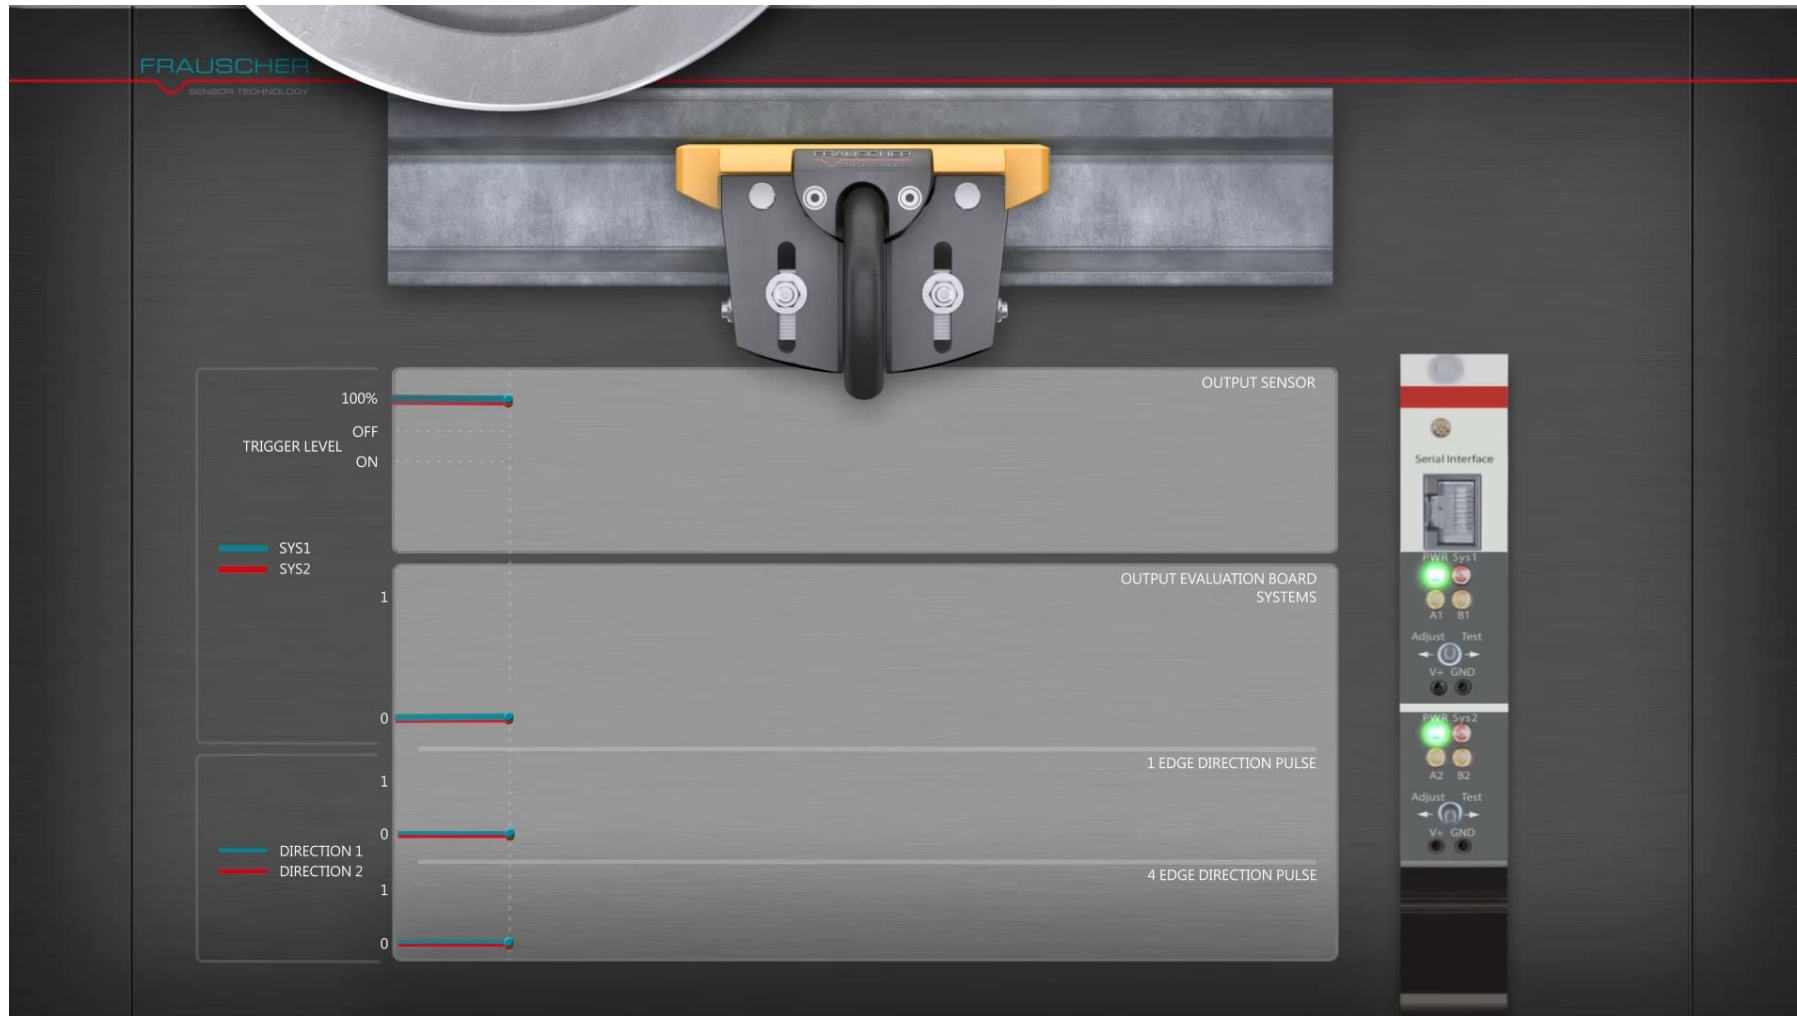 FRAUSCHER
SENSOR TECHNOLOGY
FRAUSCHER
OUTPUT SENSOR
100%
OFF
TRIGGER LEVEL
ON
SYS1
SYS2
OUTPUT EVALUATION BOARD
SYSTEMS
1
0
1 EDGE DIRECTION PULSE
1
0
DIRECTION 1
DIRECTION 2
4 EDGE DIRECTION PULSE
1
0
Serial Interface
PWR Sys1
A1 B1
Adjust Test
V+ GND
PWR Sys2
A2 B2
Adjust Test
V+ GND